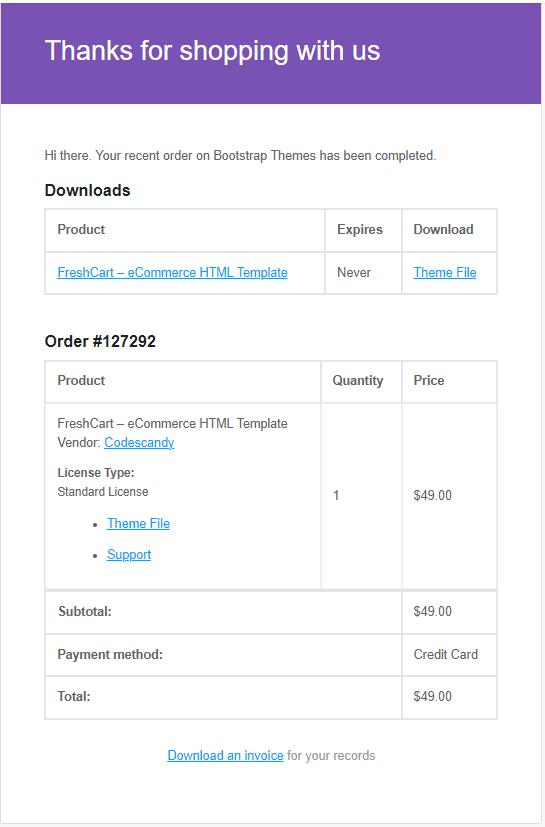 Thanks for shopping with us
Hi there. Your recent order on Bootstrap Themes has been completed.
Downloads
Product Expires Download
FreshCart – eCommerce HTML Template Never Theme File
Order #127292
Product Quantity Price
FreshCart – eCommerce HTML Template
Vendor: Codescandy
License Type:
Standard License
1 $49.00
• Theme File
• Support
Subtotal: $49.00
Payment method: Credit Card
Total: $49.00
Download an invoice for your records